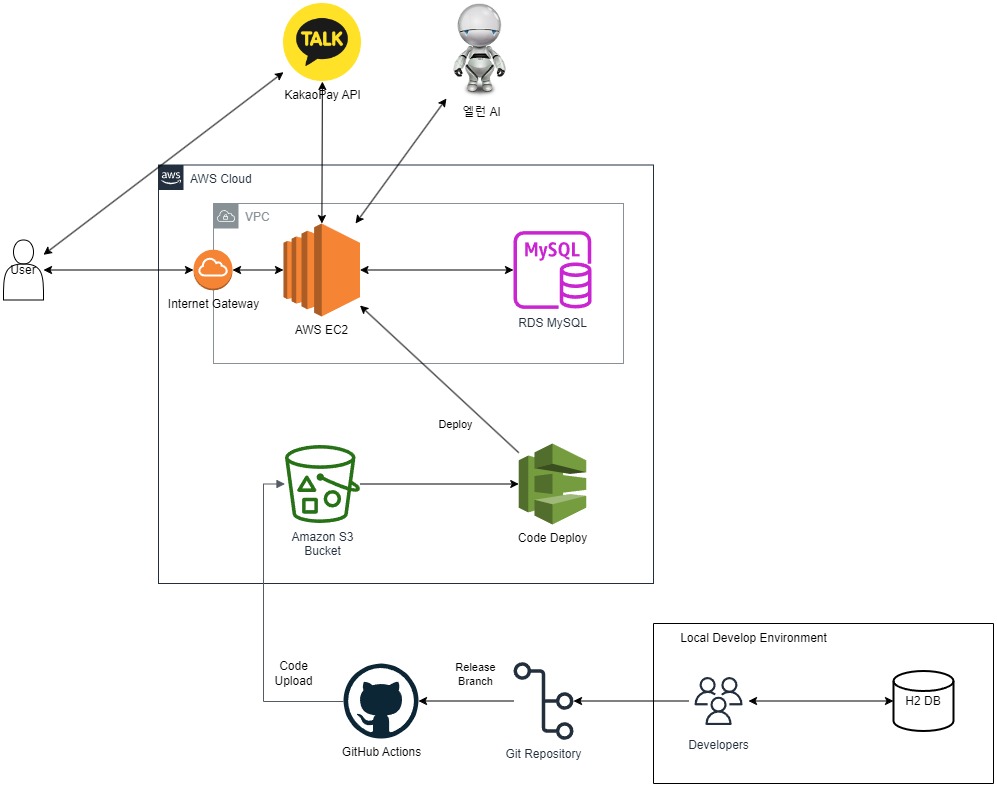 TALK
KakaoPay API
엘런 AI
aws
AWS Cloud
VPC
User
Internet Gateway
AWS EC2
MySQL
RDS MySQL
Deploy
Amazon S3
Bucket
Code Deploy
Local Develop Environment
Code
Upload
Release
Branch
GitHub Actions
Git Repository
Developers
H2 DB